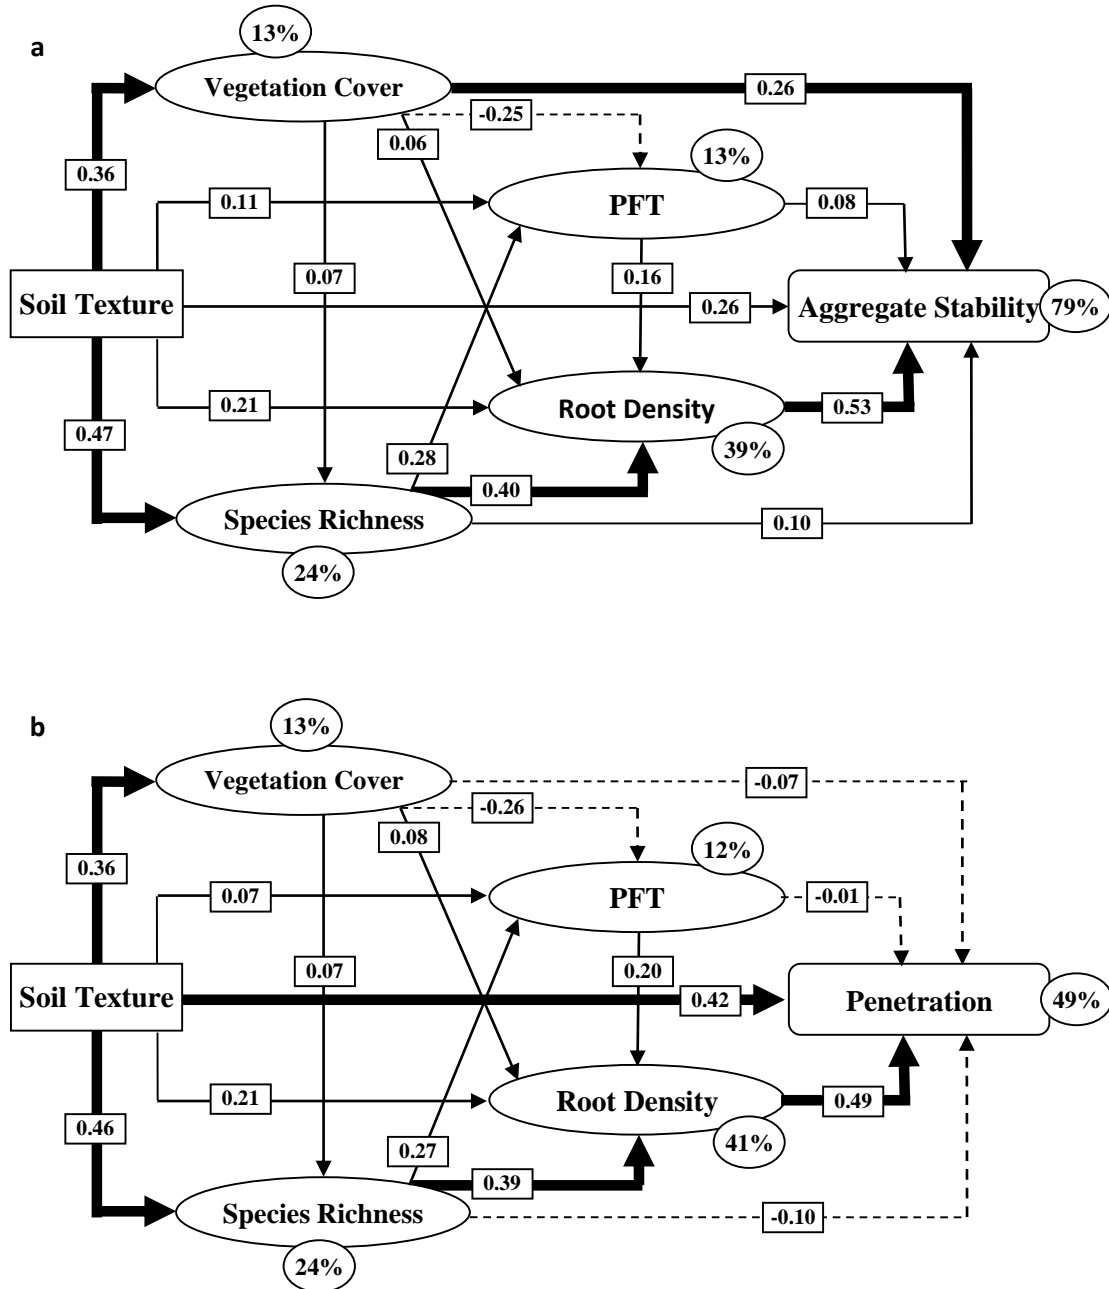 a
13%
Vegetation Cover
0.26
-0.25
0.06
13%
0.36
PFT
0.11
0.08
0.07
0.16
Soil Texture
0.26
Aggregate Stability
79%
0.21
Root Density
0.53
0.47
39%
0.28
0.40
Species Richness
0.10
24%
b
13%
Vegetation Cover
-0.07
-0.26
0.08
12%
0.36
PFT
0.07
-0.01
0.07
0.20
Soil Texture
0.42
Penetration
49%
0.21
Root Density
0.49
0.46
41%
0.27
0.39
Species Richness
-0.10
24%